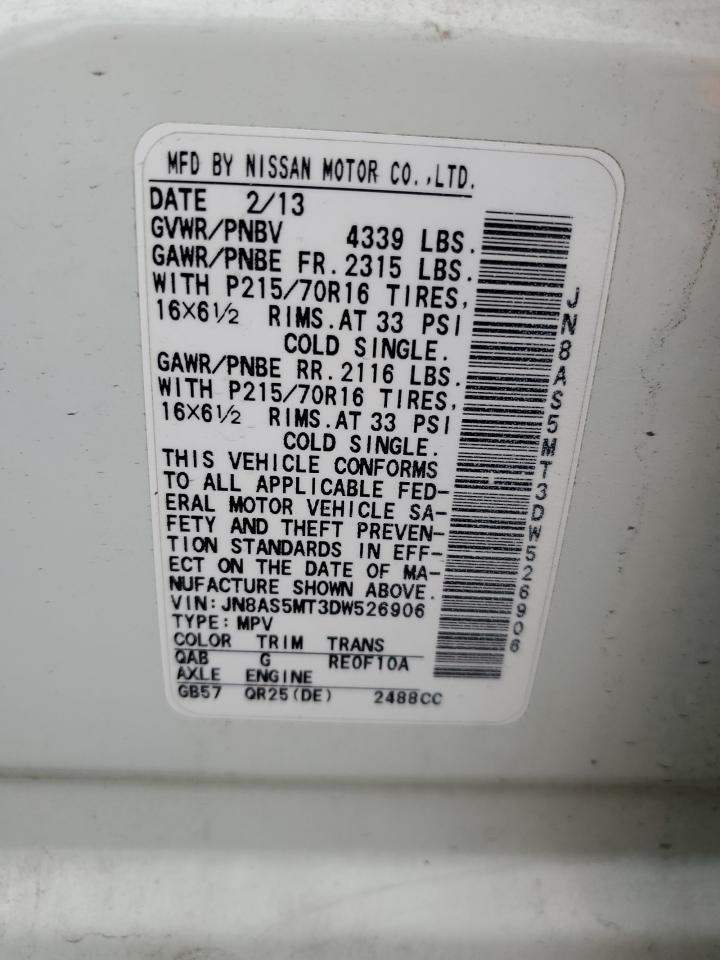 MFD BY NISSAN MOTOR CO.,LTD.
DATE 2/13
GVWR/PNBV 4339 LBS.
GAWR/PNBE FR.2315 LBS.
WITH P215/70R16 TIRES,
16×6½ RIMS.AT 33 PSI
COLD SINGLE.
GAWR/PNBE RR.2116 LBS.
WITH P215/70R16 TIRES,
16×6½ RIMS.AT 33 PSI
COLD SINGLE.
THIS VEHICLE CONFORMS
TO ALL APPLICABLE FED-
ERAL MOTOR VEHICLE SA-
FETY AND THEFT PREVEN-
TION STANDARDS IN EFF-
ECT ON THE DATE OF MA-
NUFACTURE SHOWN ABOVE.
VIN:JN8AS5MT3DW526906
TYPE:MPV
COLOR TRIM TRANS
QAB G RE0F10A
AXLE ENGINE
GB57 QR25(DE) 2488CC
JN8AS5MT3DW526906